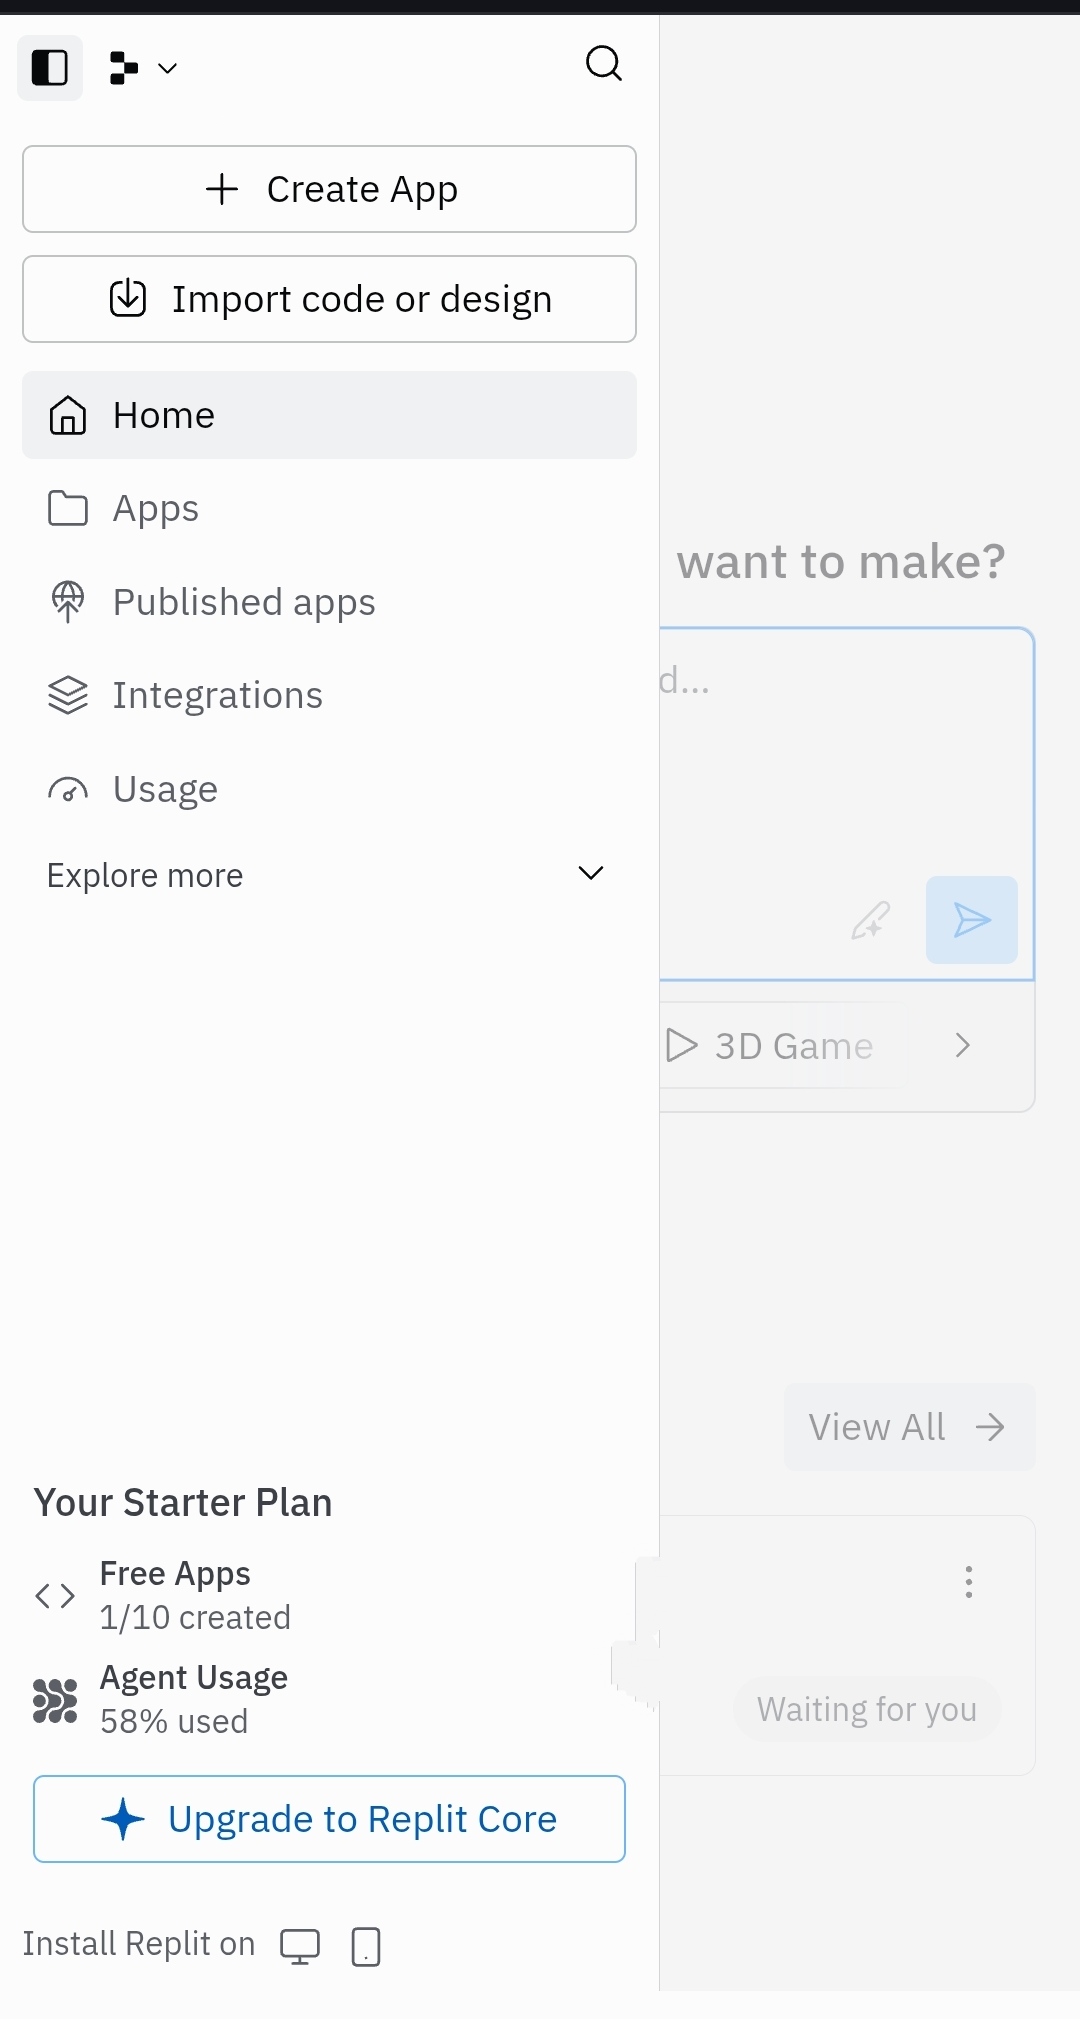 Create App
Import code or design
Home
Apps
Published apps
Integrations
Usage
Explore more
want to make?
d...
3D Game
View All
Waiting for you
Your Starter Plan
Free Apps
1/10 created
Agent Usage
58% used
Upgrade to Replit Core
Install Replit on